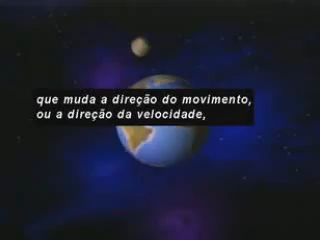 que muda a direção do movimento,
ou a direção da velocidade,